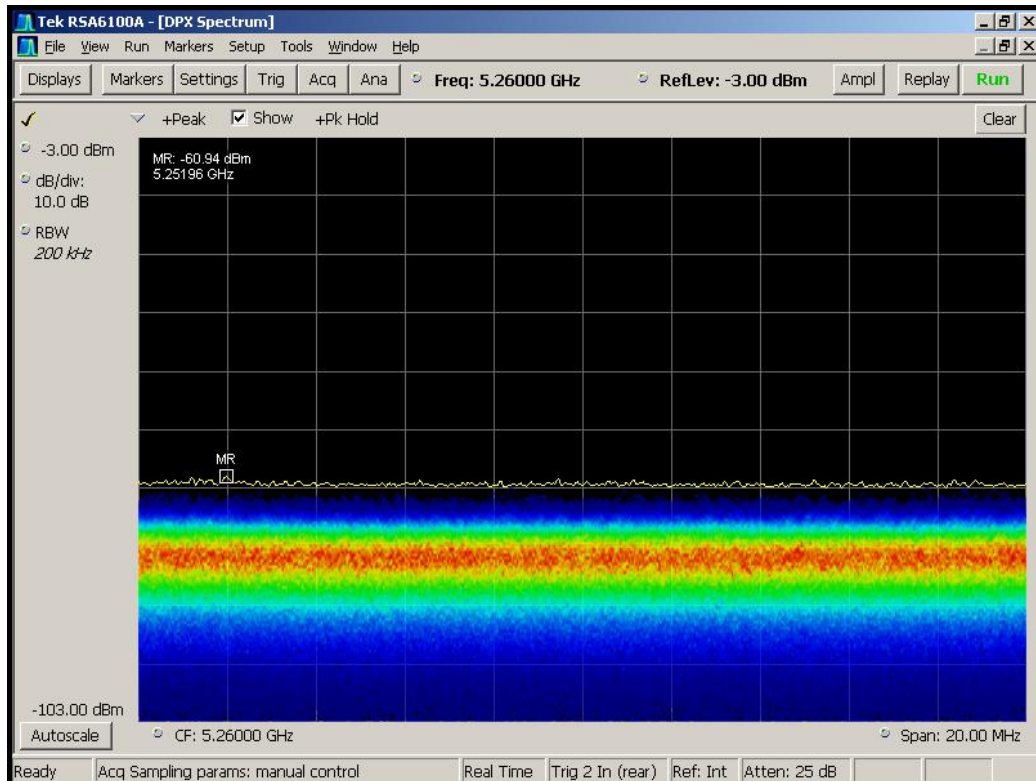 Tek RSA6100A - [DPX Spectrum]
File View Run Markers Setup Tools Window Help
Displays Markers Settings Trig Acq Ana Freq: 5.26000 GHz RefLev: -3.00 dBm Ampl Replay Run
+Peak Show +Pk Hold Clear
-3.00 dBm
dB/div:
10.0 dB
RBW
200 kHz
MR: -60.94 dBm
5.25196 GHz
MR
-103.00 dBm
Autoscale CF: 5.26000 GHz Span: 20.00 MHz
Ready Acq Sampling params: manual control Real Time Trig 2 In (rear) Ref: Int Atten: 25 dB